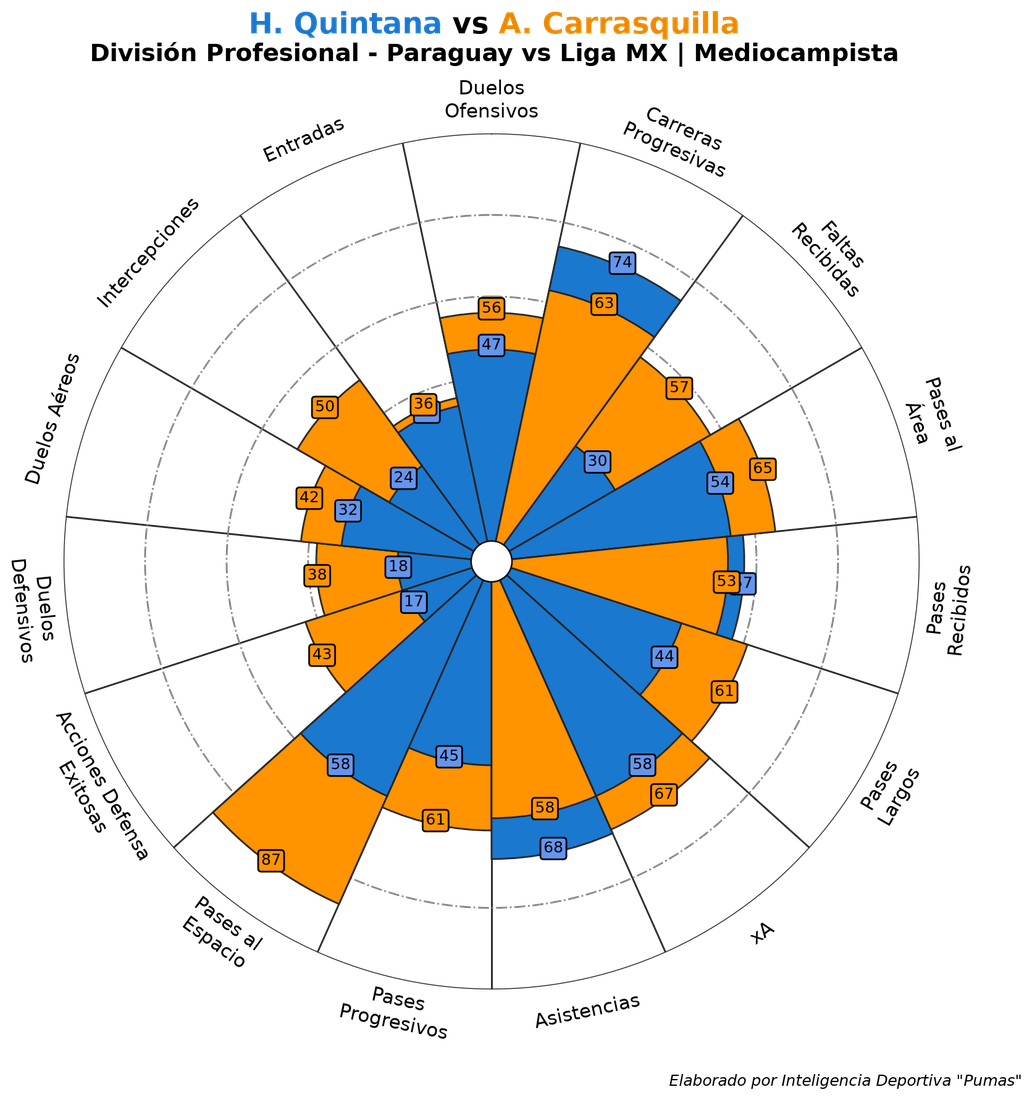 H. Quintana vs A. Carrasquilla
División Profesional - Paraguay vs Liga MX | Mediocampista
Duelos
Ofensivos
56
47
Carreras
Progresivas
74
63
Faltas
Recibidas
57
30
Pases al
Área
65
54
Pases
Recibidos
53
Pases
Largos
44
61
xA
58
67
Asistencias
58
68
Pases
Progresivos
45
61
Pases al
Espacio
58
87
Acciones Defensa
Exitosas
17
43
Duelos
Defensivos
18
38
Duelos Aéreos
32
42
Intercepciones
50
24
Entradas
36
Elaborado por Inteligencia Deportiva "Pumas"